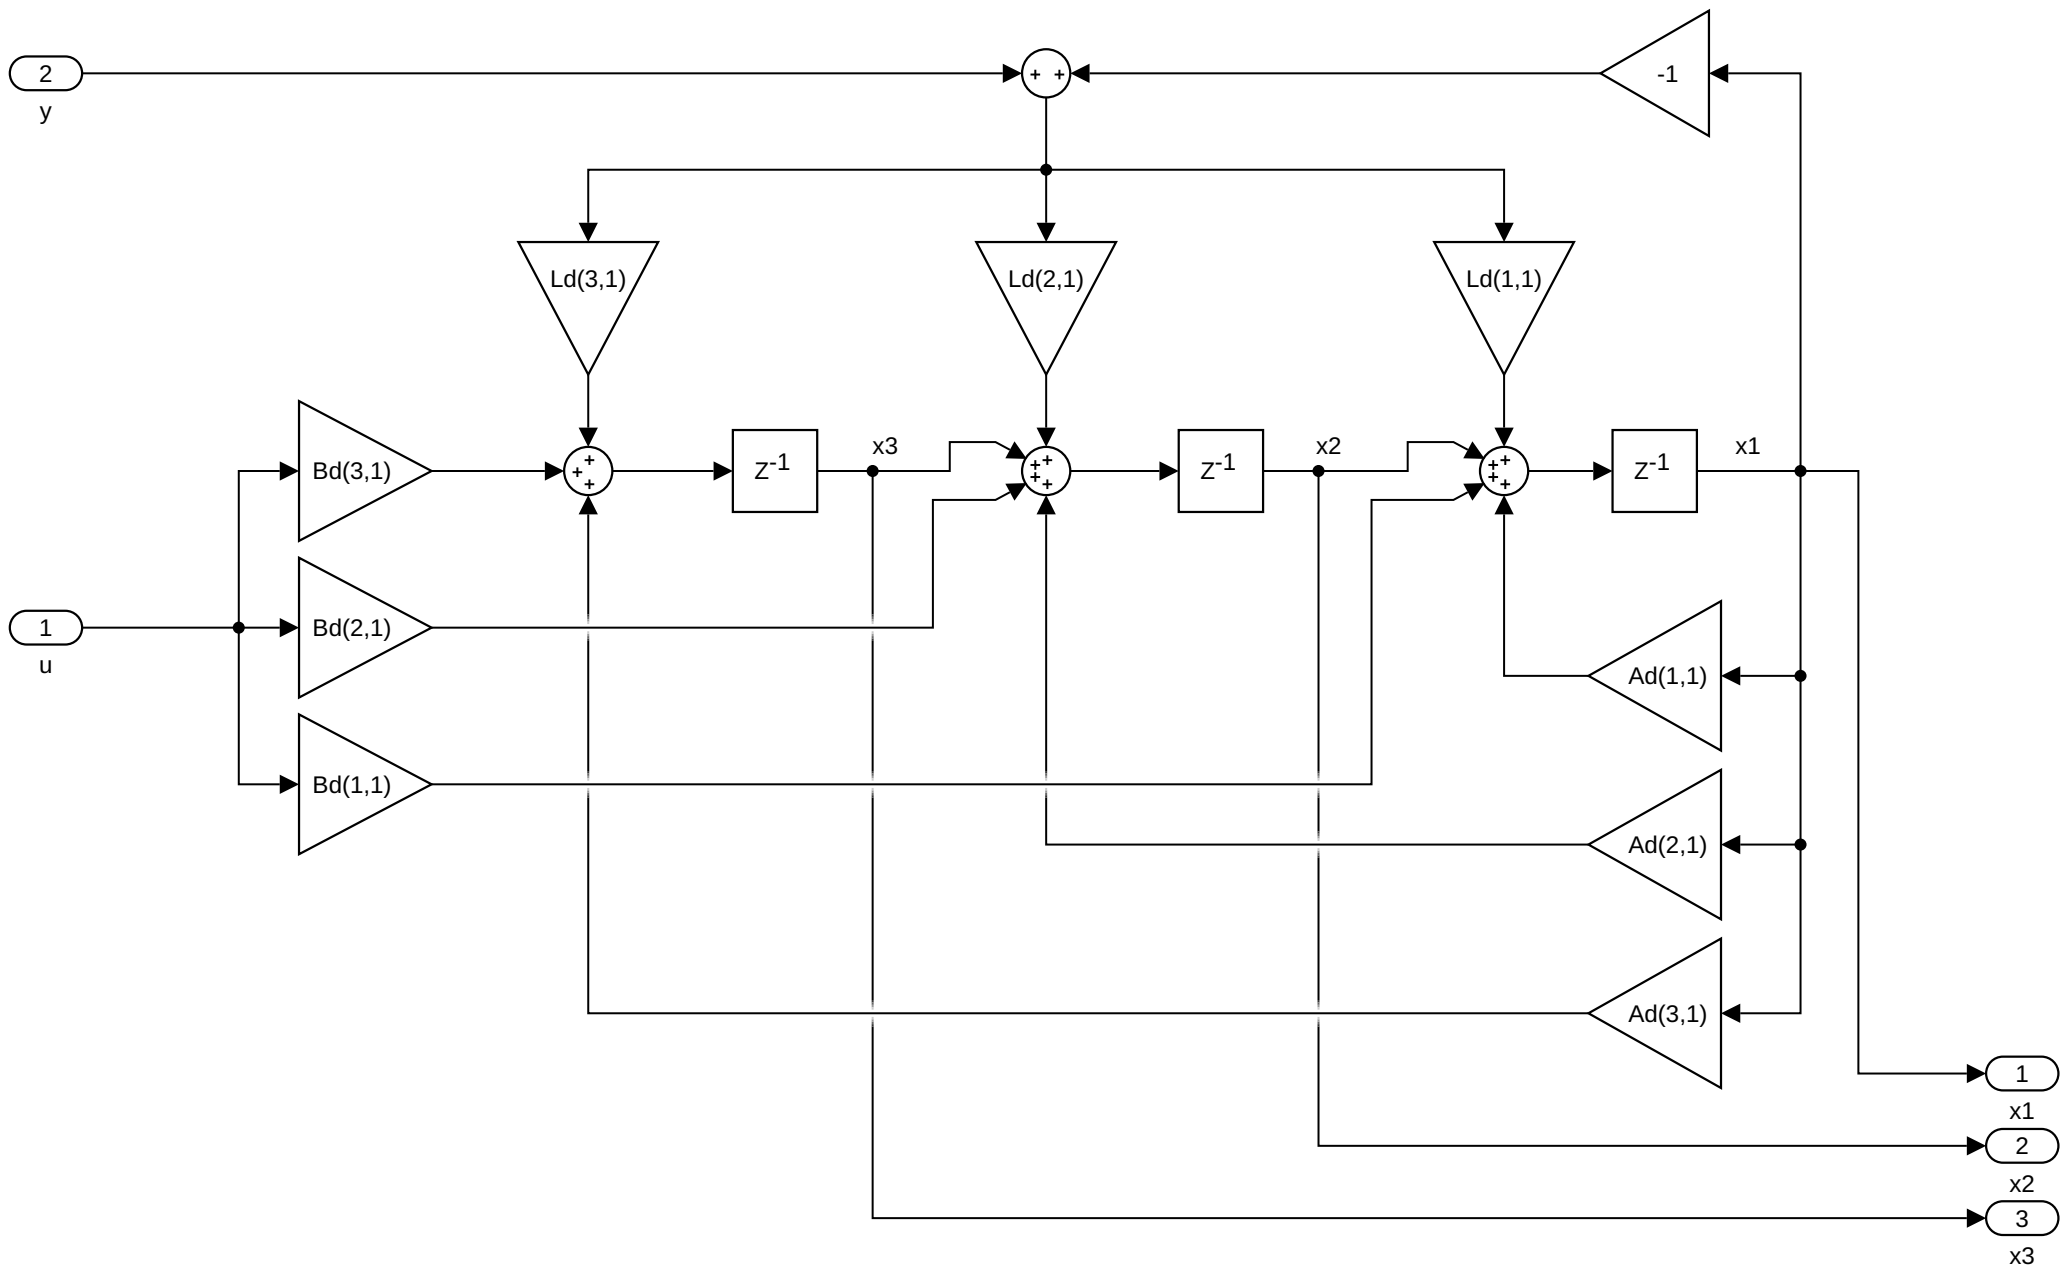 2
y
+ +
-1
Ld(3,1)
Ld(2,1)
Ld(1,1)
x3
x2
x1
Bd(3,1)
+
+
+
Z-1
+
+
+
+
Z-1
+
+
+
+
Z-1
1
u
Bd(2,1)
Ad(1,1)
Bd(1,1)
Ad(2,1)
Ad(3,1)
1
x1
2
x2
3
x3